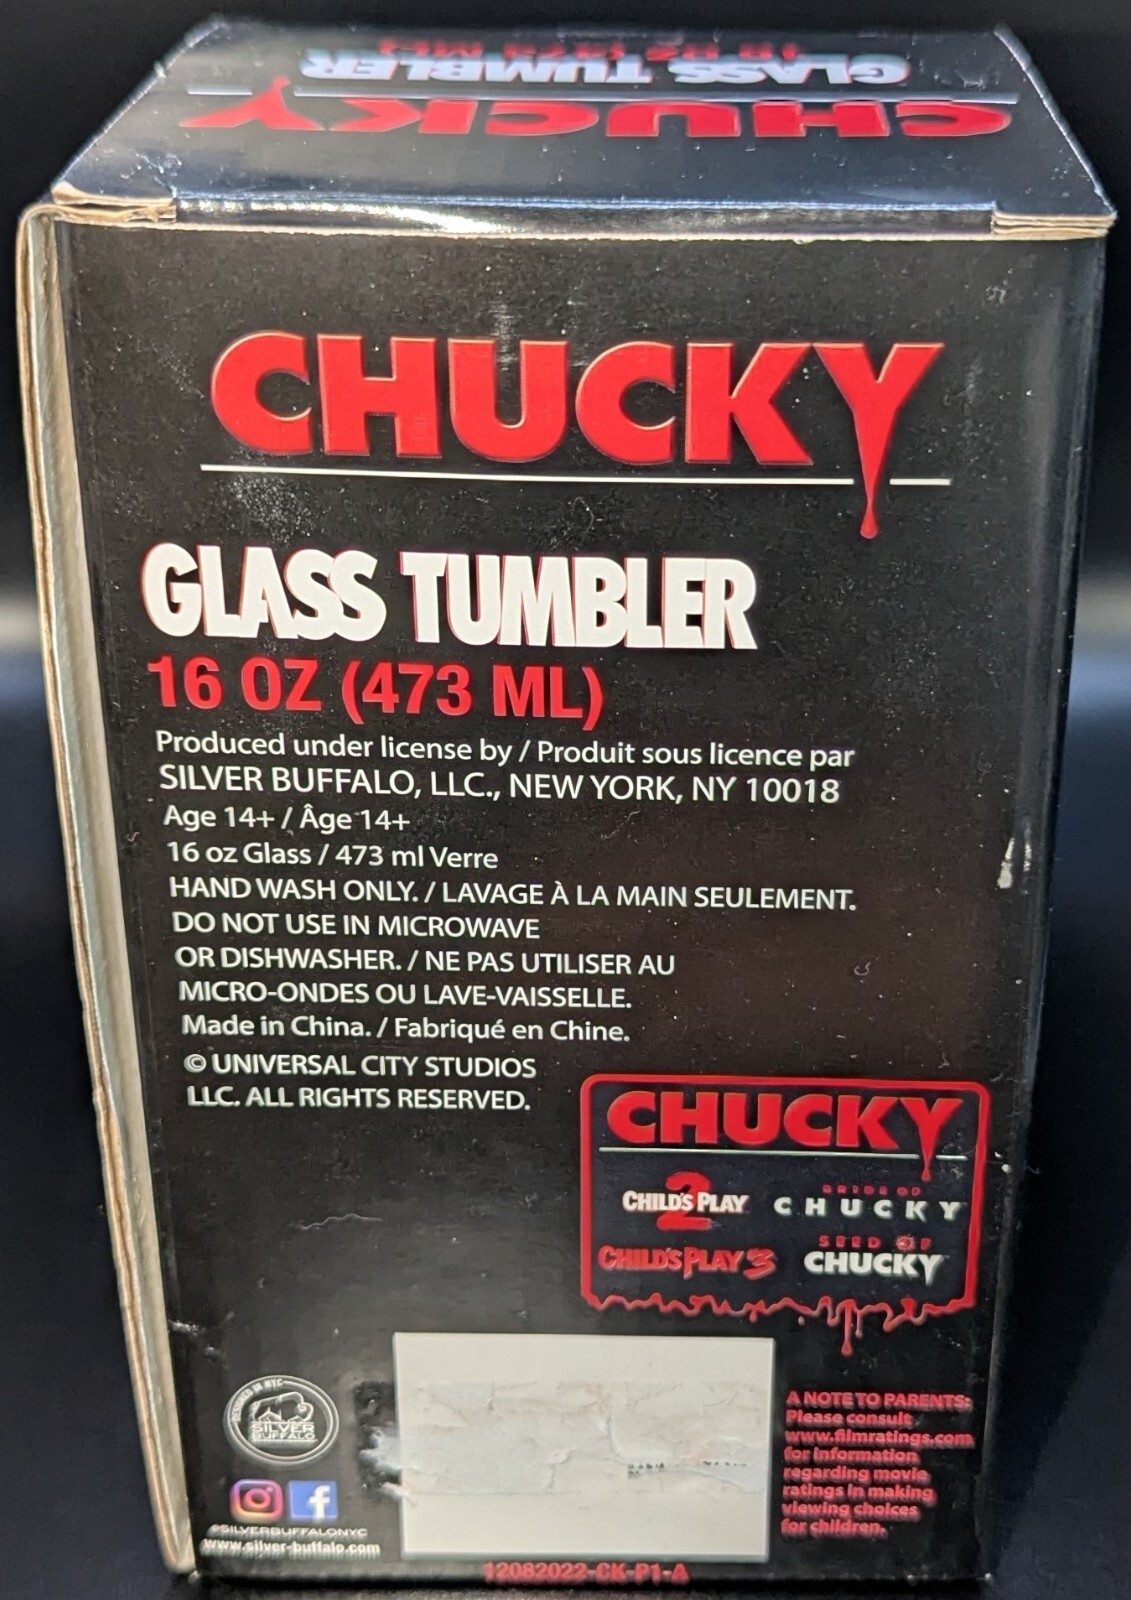 16 OZ (473 ML)
GLASS TUMBLER
CHUCKY
CHUCKY
GLASS TUMBLER
16 OZ (473 ML)
Produced under license by / Produit sous licence par
SILVER BUFFALO, LLC., NEW YORK, NY 10018
Age 14+ / Âge 14+
16 oz Glass / 473 ml Verre
HAND WASH ONLY. / LAVAGE À LA MAIN SEULEMENT.
DO NOT USE IN MICROWAVE
OR DISHWASHER. / NE PAS UTILISER AU
MICRO-ONDES OU LAVE-VAISSELLE.
Made in China. / Fabriqué en Chine.
© UNIVERSAL CITY STUDIOS
LLC. ALL RIGHTS RESERVED.
CHUCKY
CHILD'S PLAY 2
BRIDE OF
CHUCKY
CHILD'S PLAY 3
SEED OF
CHUCKY
DESIGNED IN NYC
SILVER
BUFFALO
@SILVERBUFFALONYC
www.silver-buffalo.com
A NOTE TO PARENTS:
Please consult
www.filmratings.com
for information
regarding movie
ratings in making
viewing choices
for children.
12082022-CK-P1-A